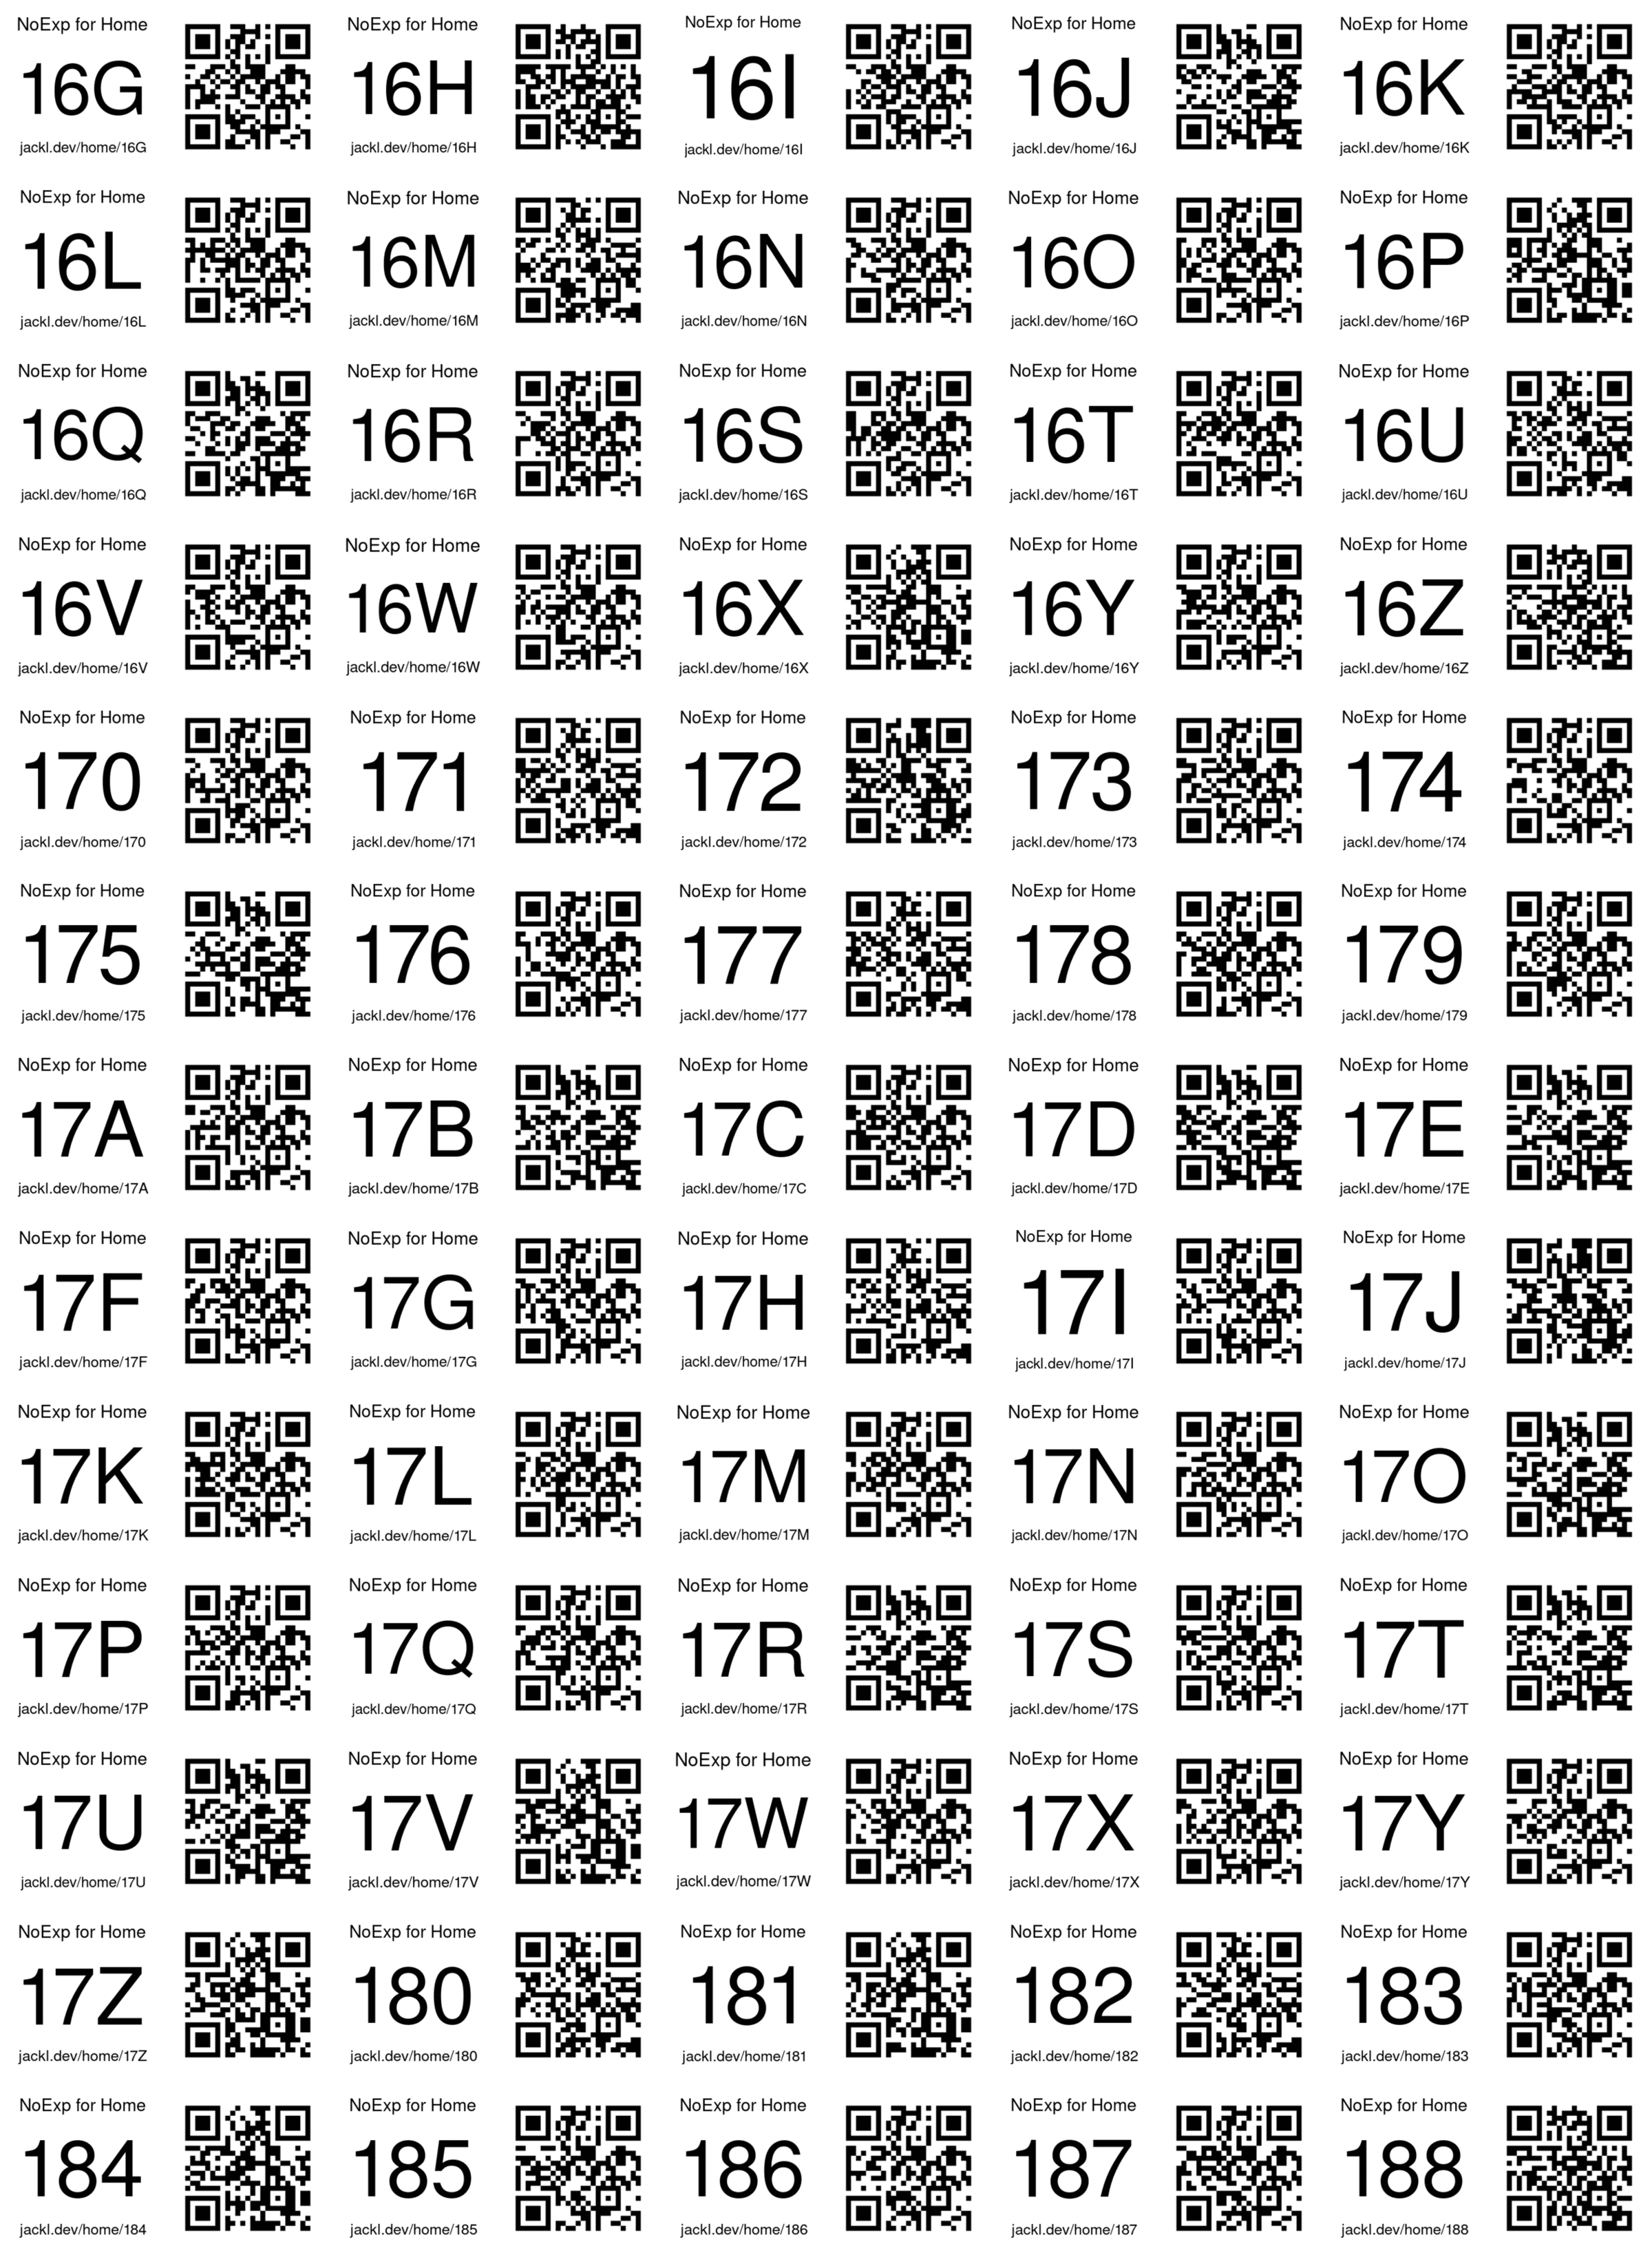 NoExp for Home
16G
jackl.dev/home/16G
NoExp for Home
16H
jackl.dev/home/16H
NoExp for Home
16I
jackl.dev/home/16I
NoExp for Home
16J
jackl.dev/home/16J
NoExp for Home
16K
jackl.dev/home/16K
NoExp for Home
16L
jackl.dev/home/16L
NoExp for Home
16M
jackl.dev/home/16M
NoExp for Home
16N
jackl.dev/home/16N
NoExp for Home
16O
jackl.dev/home/16O
NoExp for Home
16P
jackl.dev/home/16P
NoExp for Home
16Q
jackl.dev/home/16Q
NoExp for Home
16R
jackl.dev/home/16R
NoExp for Home
16S
jackl.dev/home/16S
NoExp for Home
16T
jackl.dev/home/16T
NoExp for Home
16U
jackl.dev/home/16U
NoExp for Home
16V
jackl.dev/home/16V
NoExp for Home
16W
jackl.dev/home/16W
NoExp for Home
16X
jackl.dev/home/16X
NoExp for Home
16Y
jackl.dev/home/16Y
NoExp for Home
16Z
jackl.dev/home/16Z
NoExp for Home
170
jackl.dev/home/170
NoExp for Home
171
jackl.dev/home/171
NoExp for Home
172
jackl.dev/home/172
NoExp for Home
173
jackl.dev/home/173
NoExp for Home
174
jackl.dev/home/174
NoExp for Home
175
jackl.dev/home/175
NoExp for Home
176
jackl.dev/home/176
NoExp for Home
177
jackl.dev/home/177
NoExp for Home
178
jackl.dev/home/178
NoExp for Home
179
jackl.dev/home/179
NoExp for Home
17A
jackl.dev/home/17A
NoExp for Home
17B
jackl.dev/home/17B
NoExp for Home
17C
jackl.dev/home/17C
NoExp for Home
17D
jackl.dev/home/17D
NoExp for Home
17E
jackl.dev/home/17E
NoExp for Home
17F
jackl.dev/home/17F
NoExp for Home
17G
jackl.dev/home/17G
NoExp for Home
17H
jackl.dev/home/17H
NoExp for Home
17I
jackl.dev/home/17I
NoExp for Home
17J
jackl.dev/home/17J
NoExp for Home
17K
jackl.dev/home/17K
NoExp for Home
17L
jackl.dev/home/17L
NoExp for Home
17M
jackl.dev/home/17M
NoExp for Home
17N
jackl.dev/home/17N
NoExp for Home
17O
jackl.dev/home/17O
NoExp for Home
17P
jackl.dev/home/17P
NoExp for Home
17Q
jackl.dev/home/17Q
NoExp for Home
17R
jackl.dev/home/17R
NoExp for Home
17S
jackl.dev/home/17S
NoExp for Home
17T
jackl.dev/home/17T
NoExp for Home
17U
jackl.dev/home/17U
NoExp for Home
17V
jackl.dev/home/17V
NoExp for Home
17W
jackl.dev/home/17W
NoExp for Home
17X
jackl.dev/home/17X
NoExp for Home
17Y
jackl.dev/home/17Y
NoExp for Home
17Z
jackl.dev/home/17Z
NoExp for Home
180
jackl.dev/home/180
NoExp for Home
181
jackl.dev/home/181
NoExp for Home
182
jackl.dev/home/182
NoExp for Home
183
jackl.dev/home/183
NoExp for Home
184
jackl.dev/home/184
NoExp for Home
185
jackl.dev/home/185
NoExp for Home
186
jackl.dev/home/186
NoExp for Home
187
jackl.dev/home/187
NoExp for Home
188
jackl.dev/home/188